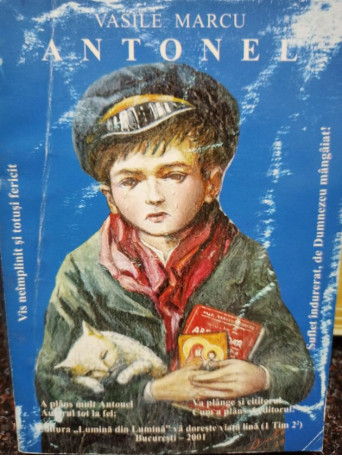 VASILE MARCU
ANTONEL
Vis neîmplinit și totuși fericit
Suflet îndurerat, de Dumnezeu mângâiat!
A plâns mult Antonel
Autorul tot la fel;
Va plânge și cititorul
Cum a plâns editorul!
Editura „Lumină din Lumină” vă dorește viață lină (1 Tim 2²)
București – 2001